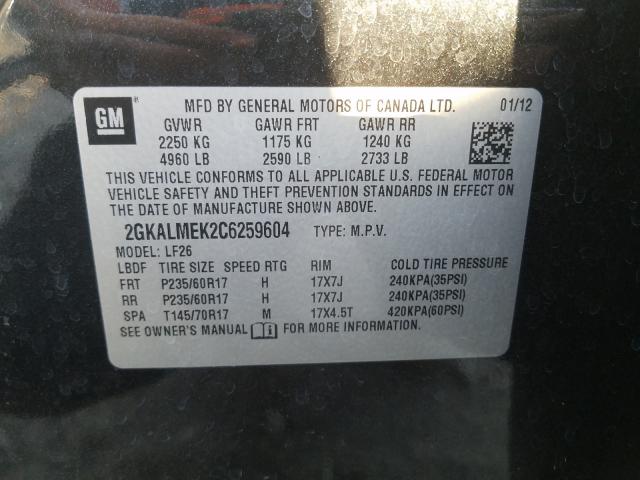 GM ® MFD BY GENERAL MOTORS OF CANADA LTD. 01/12
GVWR GAWR FRT GAWR RR
2250 KG 1175 KG 1240 KG
4960 LB 2590 LB 2733 LB
THIS VEHICLE CONFORMS TO ALL APPLICABLE U.S. FEDERAL MOTOR
VEHICLE SAFETY AND THEFT PREVENTION STANDARDS IN EFFECT ON
THE DATE OF MANUFACTURE SHOWN ABOVE.
2GKALMEK2C6259604 TYPE: M.P.V.
MODEL: LF26
LBDF TIRE SIZE SPEED RTG RIM COLD TIRE PRESSURE
FRT P235/60R17 H 17X7J 240KPA(35PSI)
RR P235/60R17 H 17X7J 240KPA(35PSI)
SPA T145/70R17 M 17X4.5T 420KPA(60PSI)
SEE OWNER'S MANUAL FOR MORE INFORMATION